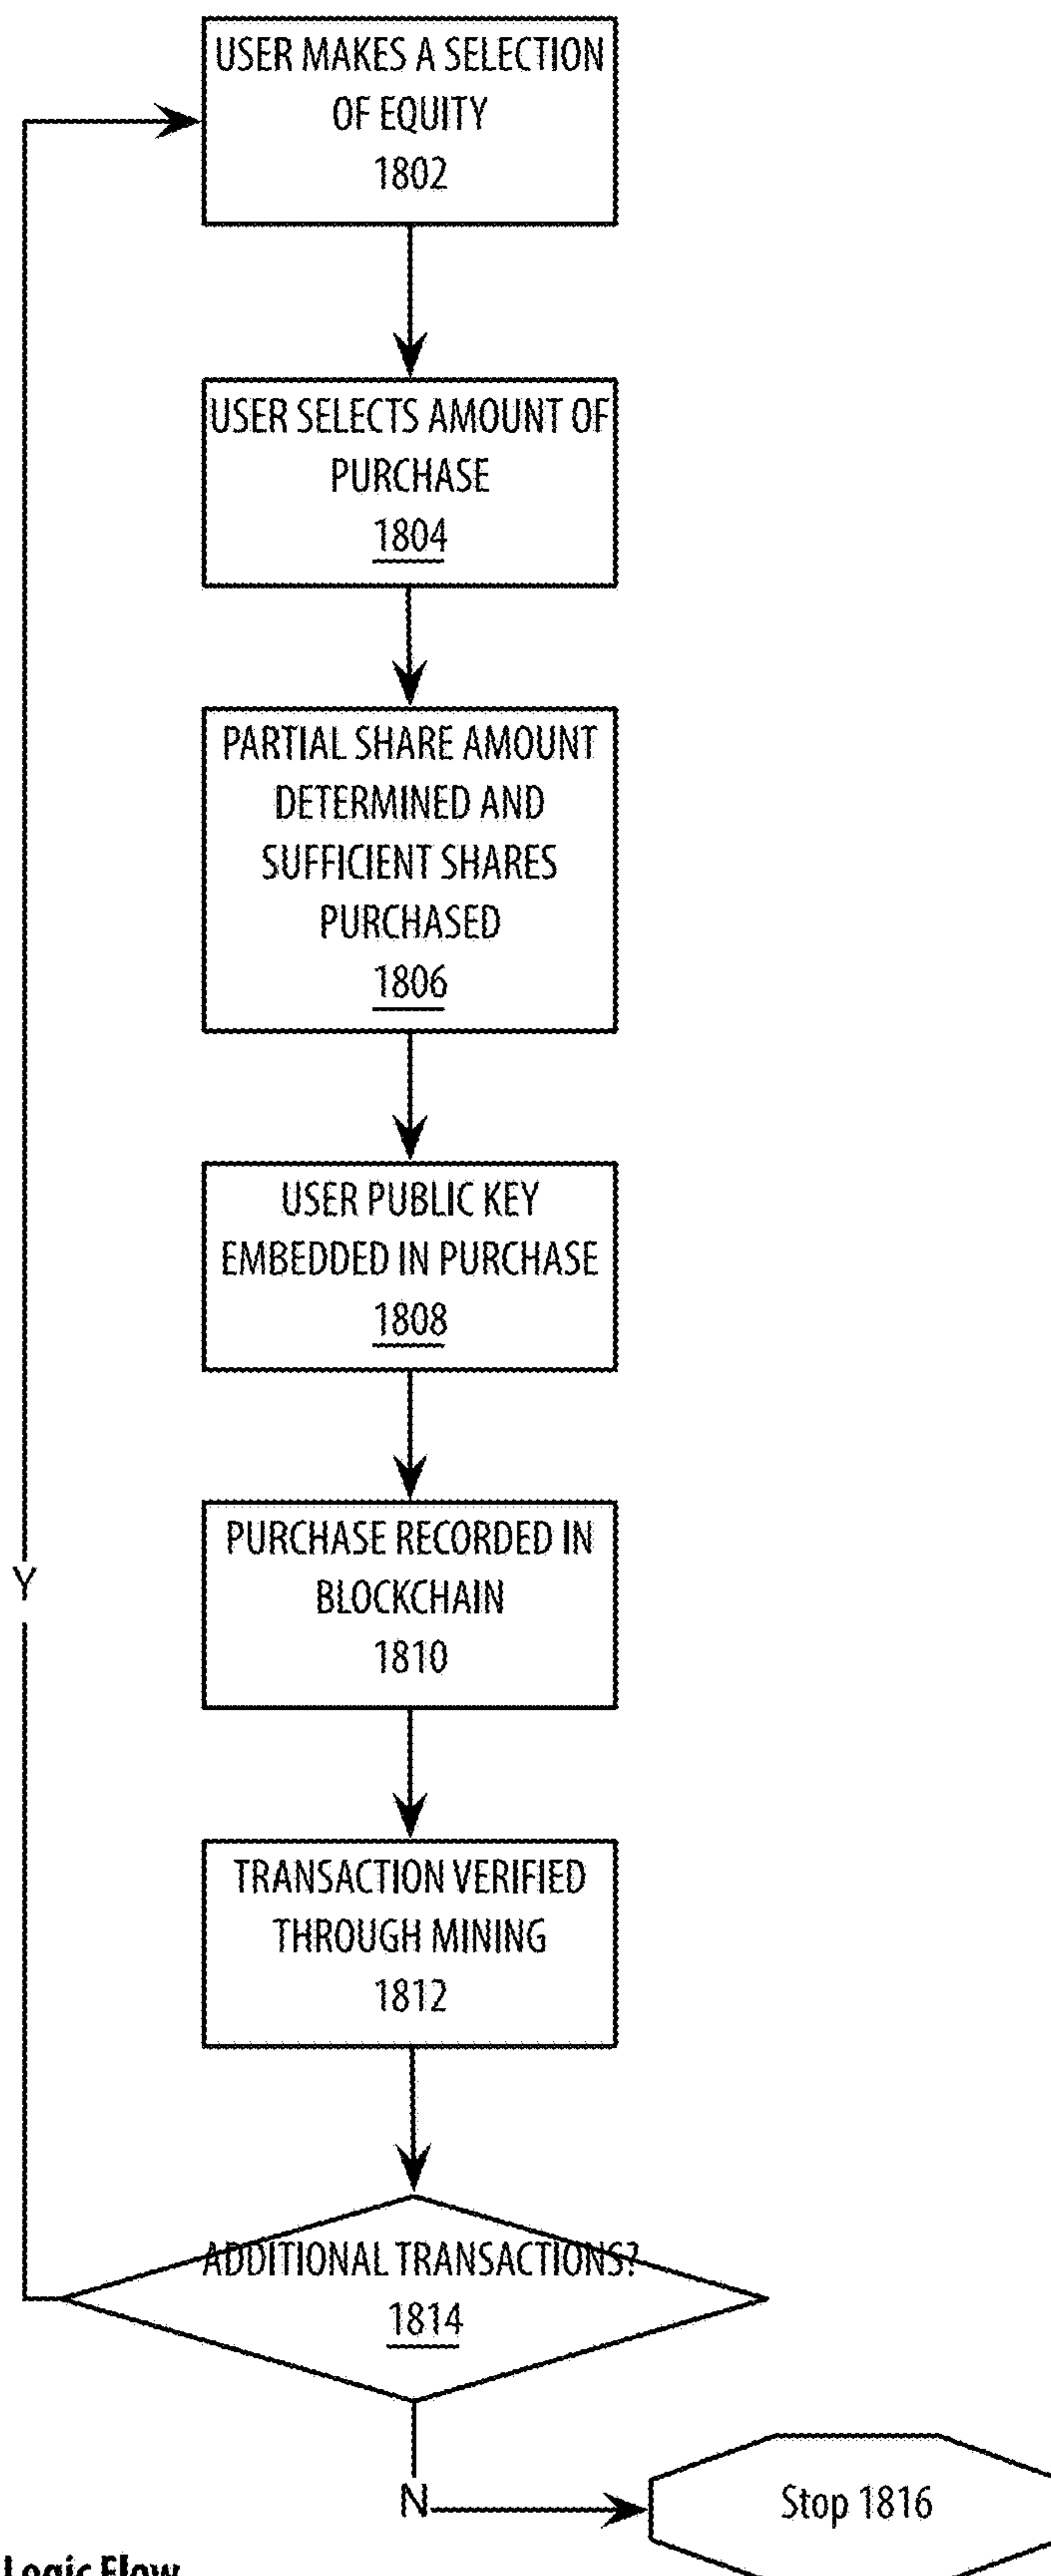 USER MAKES A SELECTION
OF EQUITY
1802
USER SELECTS AMOUNT OF
PURCHASE
1804
PARTIAL SHARE AMOUNT
DETERMINED AND
SUFFICIENT SHARES
PURCHASED
1806
USER PUBLIC KEY
EMBEDDED IN PURCHASE
1808
PURCHASE RECORDED IN
BLOCKCHAIN
1810
Y
TRANSACTION VERIFIED
THROUGH MINING
1812
ADDITIONAL TRANSACTIONS?
1814
N
Stop 1816
Logic Flow